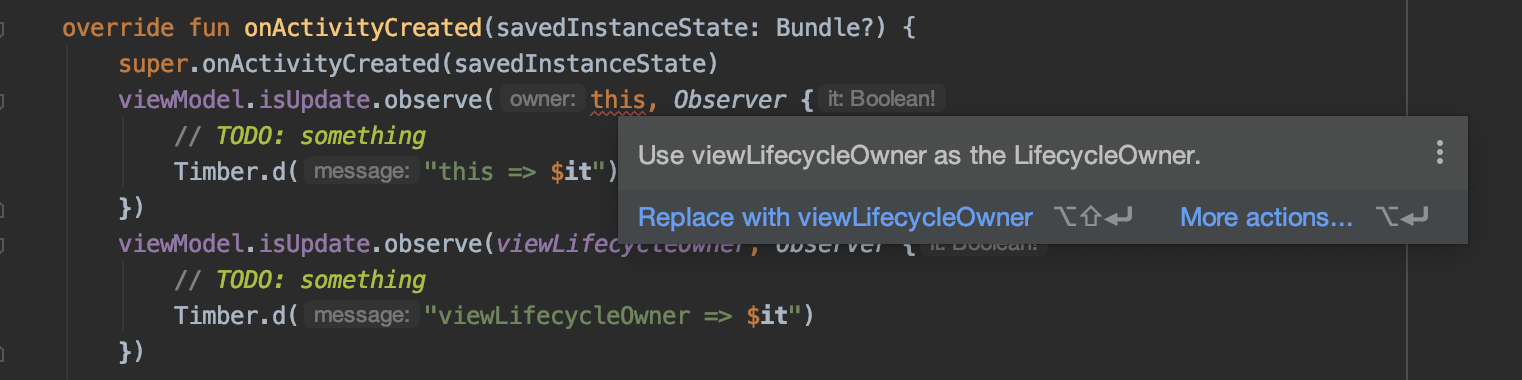 override fun onActivityCreated(savedInstanceState: Bundle?) {
super.onActivityCreated(savedInstanceState)
viewModel.isUpdate.observe( owner: this, Observer { it: Boolean!
// TODO: something
Use viewLifecycleOwner as the LifecycleOwner.
Timber.d( message: "this => $it")
})
Replace with viewLifecycleOwner ⌥⇧↩ More actions... ⌥↩
viewModel.isUpdate.observe(viewLifecycleOwner, Observer { it: Boolean!
// TODO: something
Timber.d( message: "viewLifecycleOwner => $it")
})